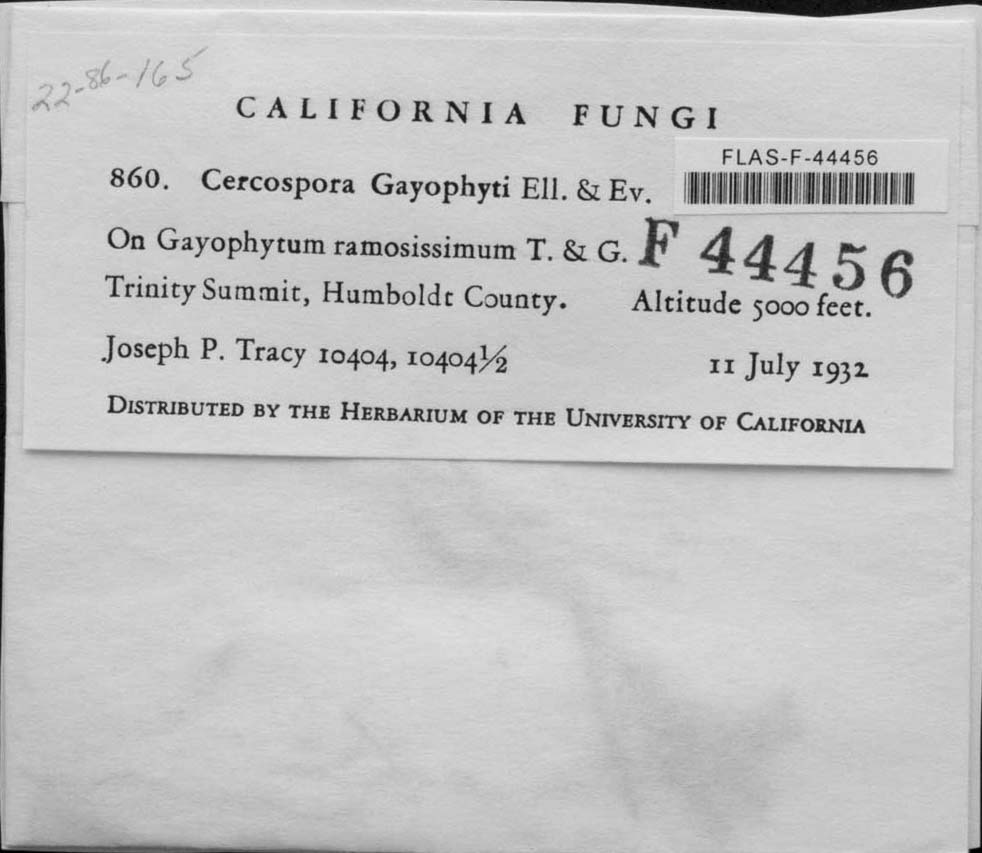 22-86-165
CALIFORNIA FUNGI
FLAS-F-44456
860. Cercospora Gayophyti Ell. & Ev.
F 44456
On Gayophytum ramosissimum T. & G.
Trinity Summit, Humboldt County. Altitude 5000 feet.
Joseph P. Tracy 10404, 10404½ 11 July 1932
DISTRIBUTED BY THE HERBARIUM OF THE UNIVERSITY OF CALIFORNIA